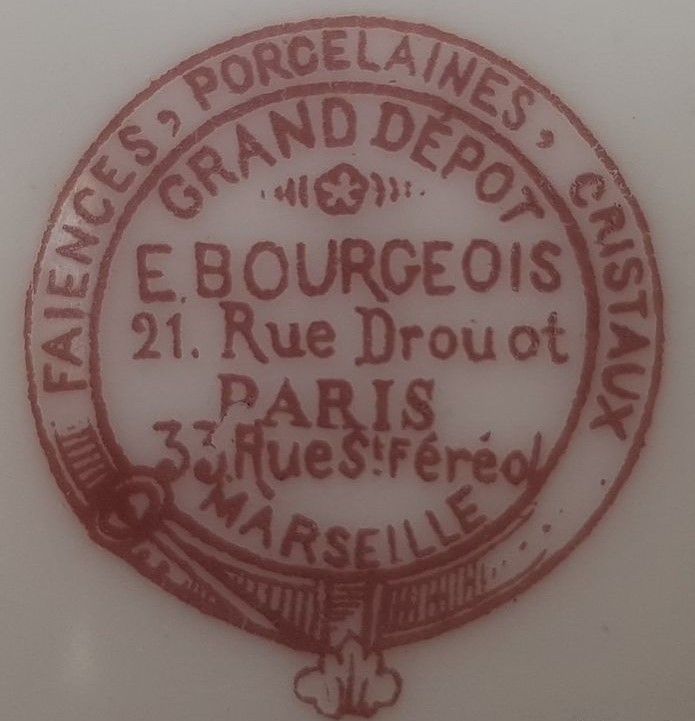 FAIENCES, PORCELAINES, CRISTAUX
GRAND DÉPOT
E. BOURGEOIS
21. Rue Drouot
PARIS
33, Rue St Féréol
MARSEILLE